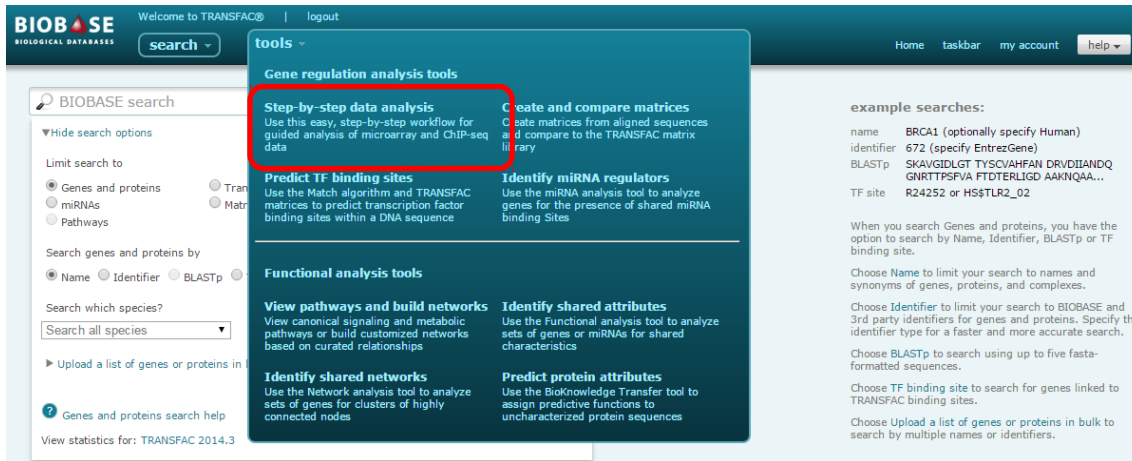 BIOBASE
BIOLOGICAL DATABASES
Welcome to TRANSFAC® | logout
search
tools
Home taskbar my account help
Gene regulation analysis tools
Step-by-step data analysis
Use this easy, step-by-step workflow for
guided analysis of microarray and ChIP-seq
data
Create and compare matrices
Create matrices from aligned sequences
and compare to the TRANSFAC matrix
library
Predict TF binding sites
Use the Match algorithm and TRANSFAC
matrices to predict transcription factor
binding sites within a DNA sequence
Identify miRNA regulators
Use the miRNA analysis tool to analyze
genes for the presence of shared miRNA
binding Sites
Functional analysis tools
View pathways and build networks
View canonical signaling and metabolic
pathways or build customized networks
based on curated relationships
Identify shared attributes
Use the Functional analysis tool to analyze
sets of genes or miRNAs for shared
characteristics
Identify shared networks
Use the Network analysis tool to analyze
sets of genes for clusters of highly
connected nodes
Predict protein attributes
Use the BioKnowledge Transfer tool to
assign predictive functions to
uncharacterized protein sequences
BIOBASE search
Hide search options
Limit search to
Genes and proteins Tran
miRNAs Matr
Pathways
Search genes and proteins by
Name Identifier BLASTp
Search which species?
Search all species
Upload a list of genes or proteins in
Genes and proteins search help
View statistics for: TRANSFAC 2014.3
example searches:
name BRCA1 (optionally specify Human)
identifier 672 (specify EntrezGene)
BLASTp SKAVGIDLGT TYSCVAHFAN DRVDIIANDQ
GNRTTPSFVA FTDTERLIGD AAKNQAA...
TF site R24252 or HS$TLR2_02
When you search Genes and proteins, you have the
option to search by Name, Identifier, BLASTp or TF
binding site.
Choose Name to limit your search to names and
synonyms of genes, proteins, and complexes.
Choose Identifier to limit your search to BIOBASE and
3rd party identifiers for genes and proteins. Specify th
identifier type for a faster and more accurate search.
Choose BLASTp to search using up to five fasta-
formatted sequences.
Choose TF binding site to search for genes linked to
TRANSFAC binding sites.
Choose Upload a list of genes or proteins in bulk to
search by multiple names or identifiers.